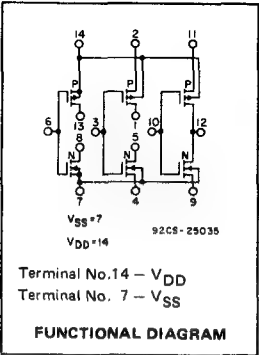 14 2 11
P P P
6 13 3 1 10 12
8 5
N N N
7 4 9
VSS=7
92CS-25035
VDD=14
Terminal No.14 – VDD
Terminal No. 7 – VSS
FUNCTIONAL DIAGRAM